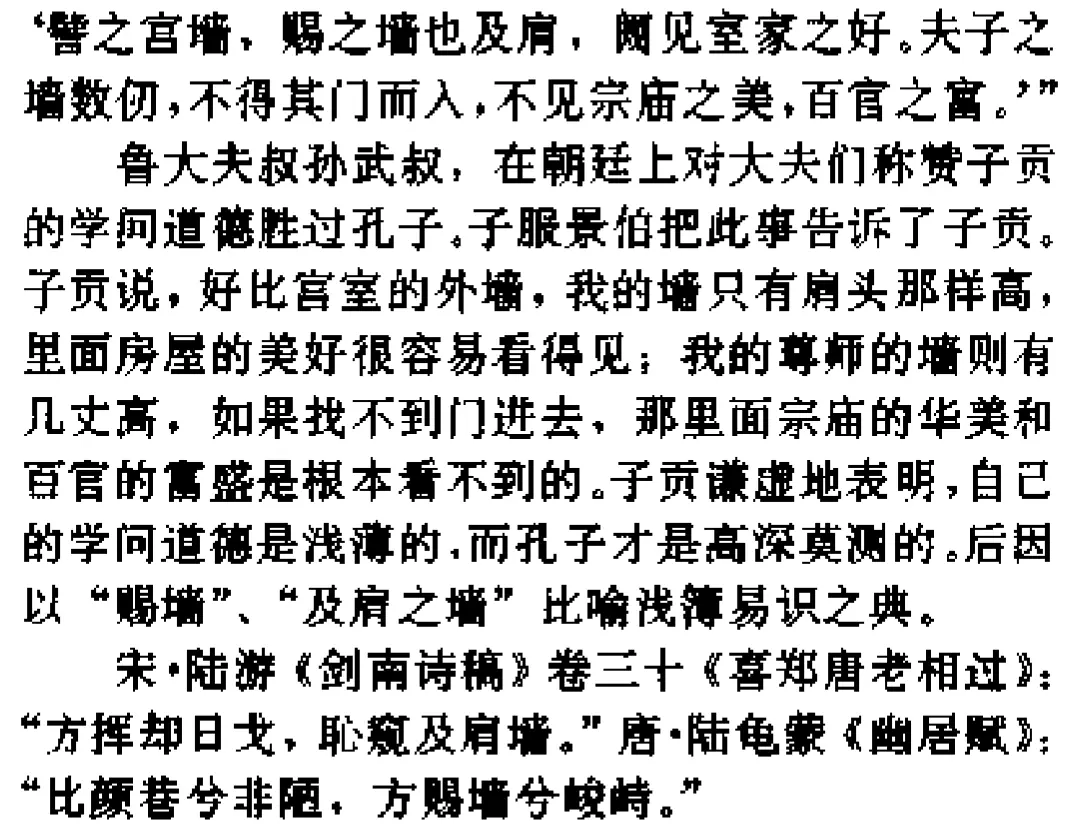 ‘譬之宫墙，赐之墙也及肩，阚见室家之好。夫子之
墙数仞，不得其门而入，不见宗庙之美，百官之富。’”
鲁大夫叔孙武叔，在朝廷上对大夫们称赞子贡
的学问道德胜过孔子。子服景伯把此事告诉了子贡。
子贡说，好比宫室的外墙，我的墙只有肩头那样高，
里面房屋的美好很容易看得见；我的尊师的墙则有
几丈高，如果找不到门进去，那里面宗庙的华美和
百官的富盛是根本看不到的。子贡谦虚地表明，自己
的学问道德是浅薄的，而孔子才是高深莫测的。后因
以“赐墙”、“及肩之墙”比喻浅薄易识之典。
宋·陆游《剑南诗稿》卷三十《喜郑唐老相过》：
“方挥却日戈，恥窥及肩墙。”唐·陆龟蒙《幽居赋》：
“比颜巷兮非陋，方赐墙兮峻峙。”